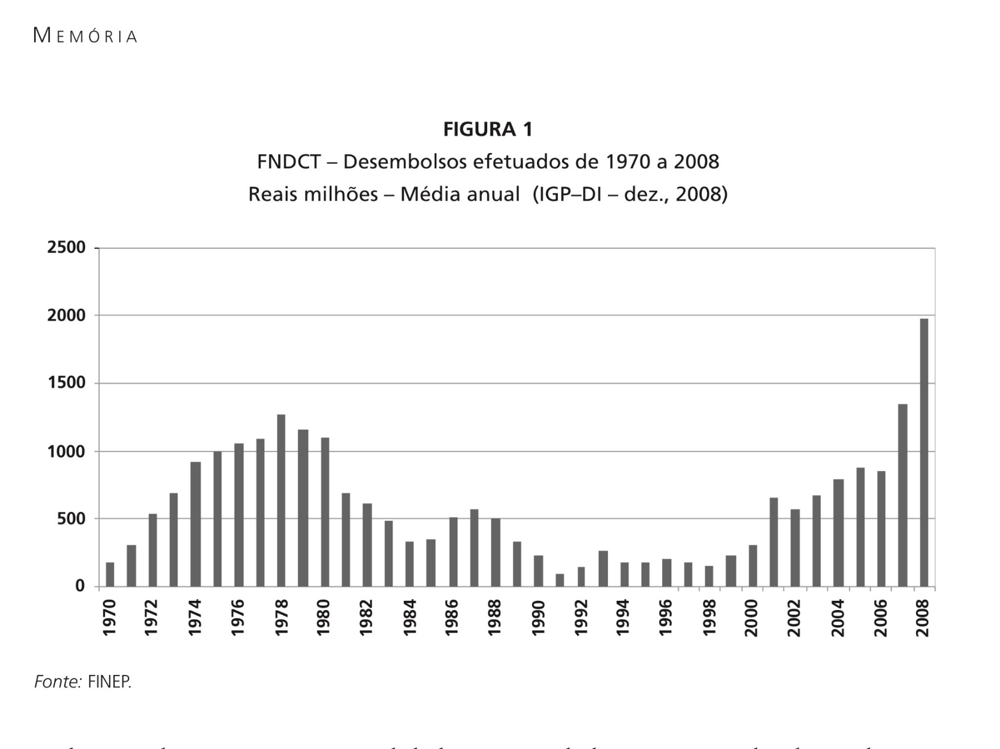 MEMÓRIA
FIGURA 1
FNDCT – Desembolsos efetuados de 1970 a 2008
Reais milhões – Média anual (IGP–DI – dez., 2008)
2500
2000
1500
1000
500
0
1970 1972 1974 1976 1978 1980 1982 1984 1986 1988 1990 1992 1994 1996 1998 2000 2002 2004 2006 2008
Fonte: FINEP.